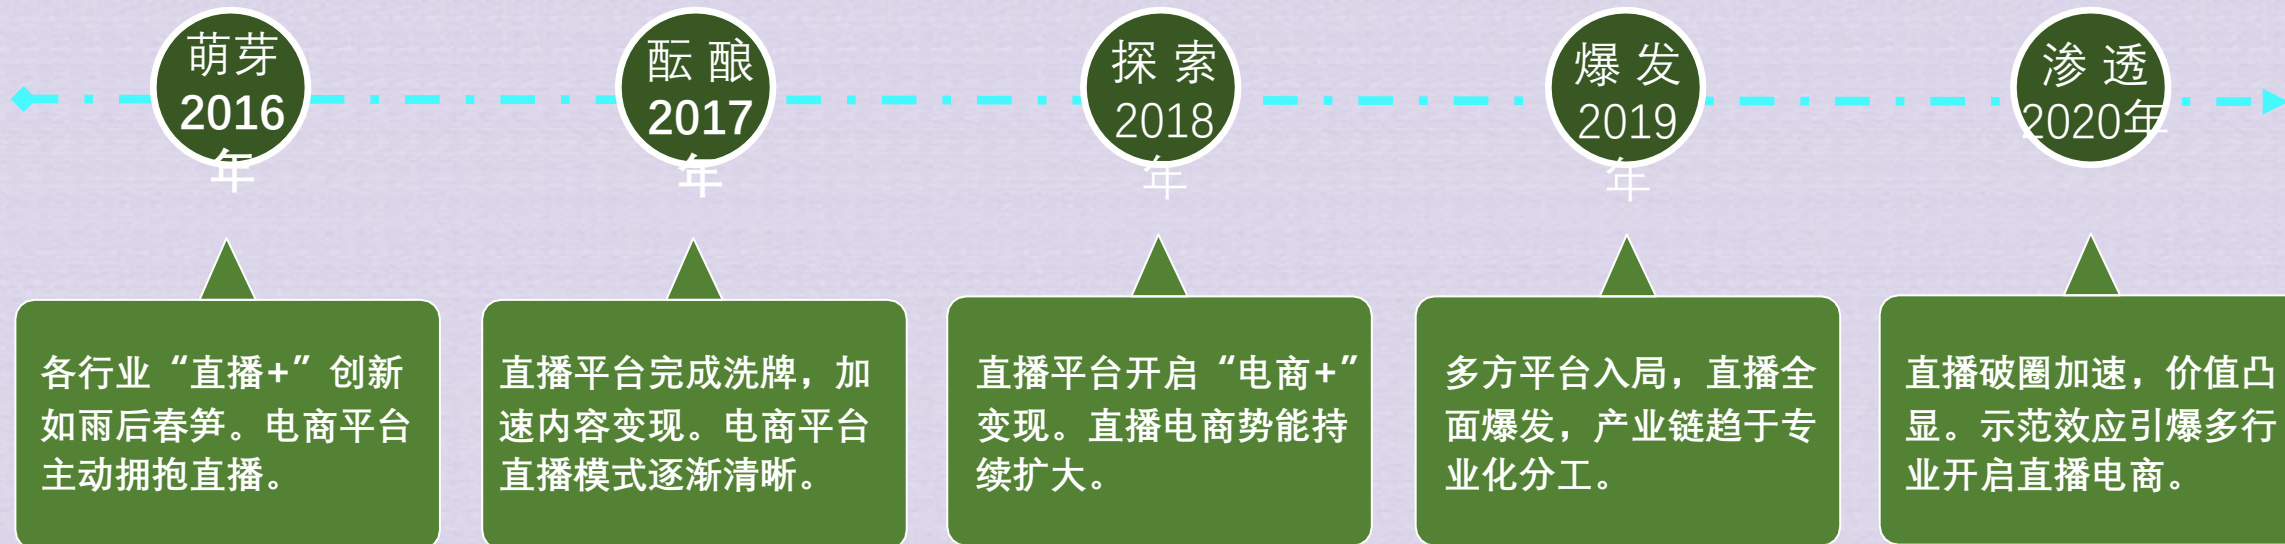 萌芽
2016
年
酝 酿
2017
年
探 索
2018
年
爆 发
2019
年
渗 透
2020年
各行业“直播+”创新
如雨后春笋。电商平台
主动拥抱直播。
直播平台完成洗牌，加
速内容变现。电商平台
直播模式逐渐清晰。
直播平台开启“电商+”
变现。直播电商势能持
续扩大。
多方平台入局，直播全
面爆发，产业链趋于专
业化分工。
直播破圈加速，价值凸
显。示范效应引爆多行
业开启直播电商。